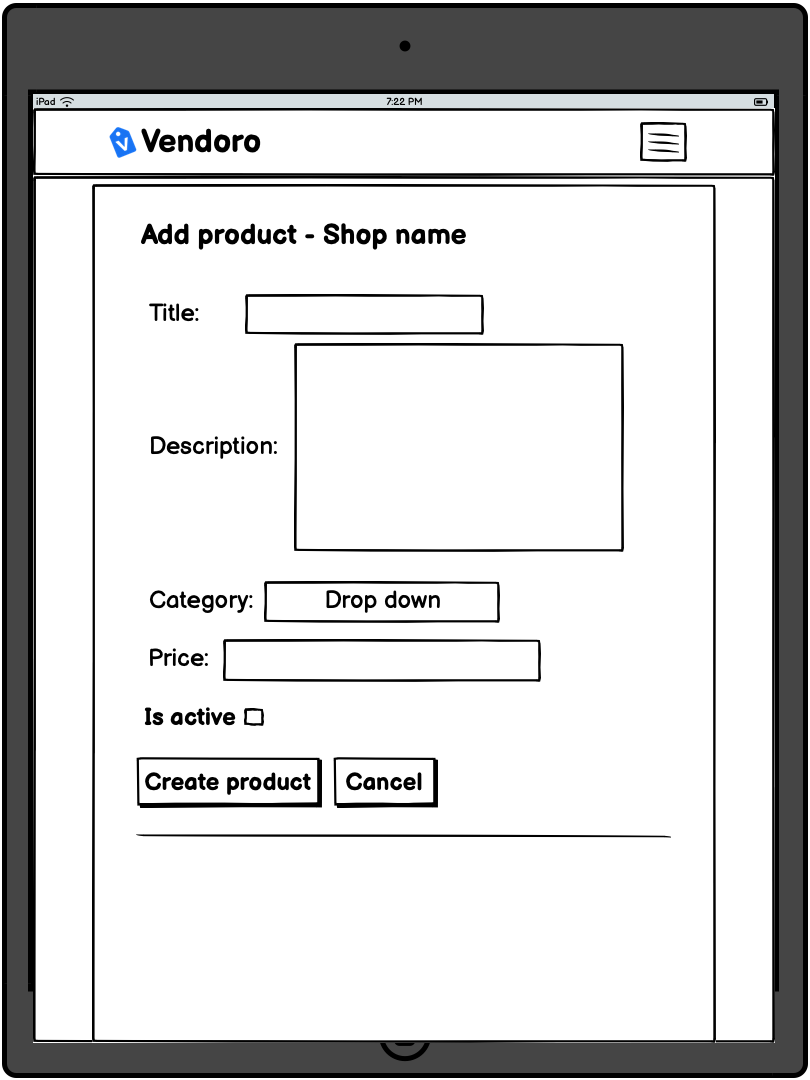 iPad 7:22 PM
Vendoro
Add product - Shop name
Title:
Description:
Category: Drop down
Price:
Is active
Create product Cancel